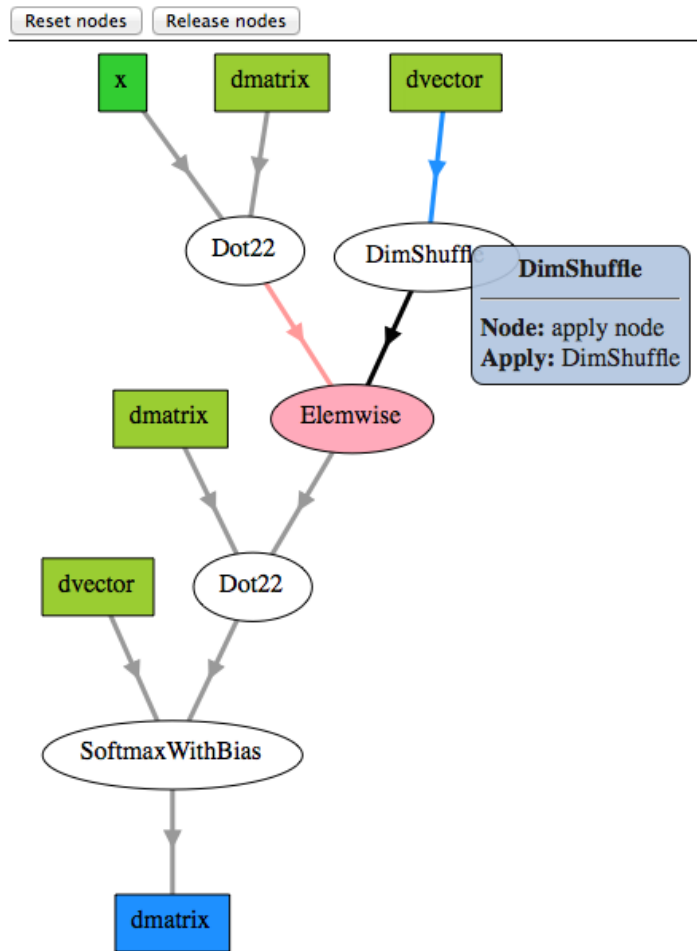 Reset nodes Release nodes
x dmatrix dvector
Dot22 DimShuffle
DimShuffle
Node: apply node
Apply: DimShuffle
dmatrix Elemwise
dvector Dot22
SoftmaxWithBias
dmatrix